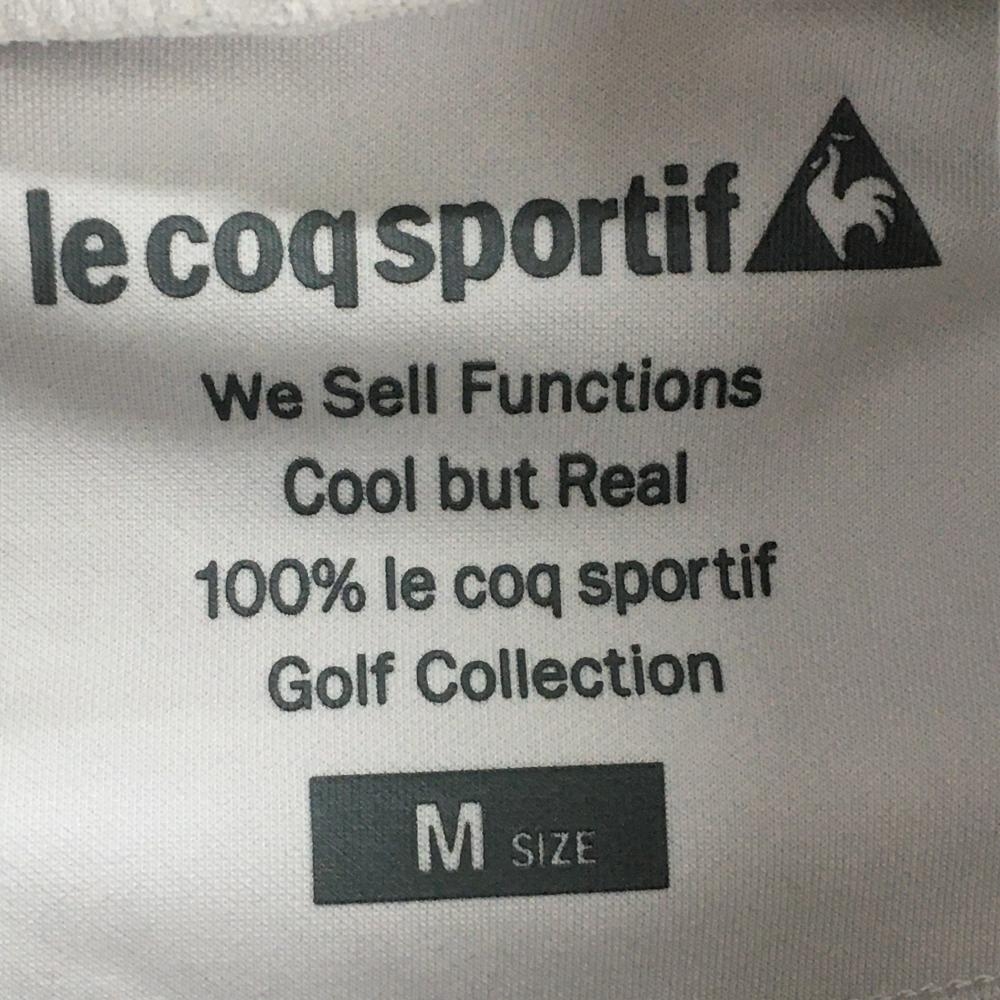 le coq sportif
We Sell Functions
Cool but Real
100% le coq sportif
Golf Collection
M SIZE